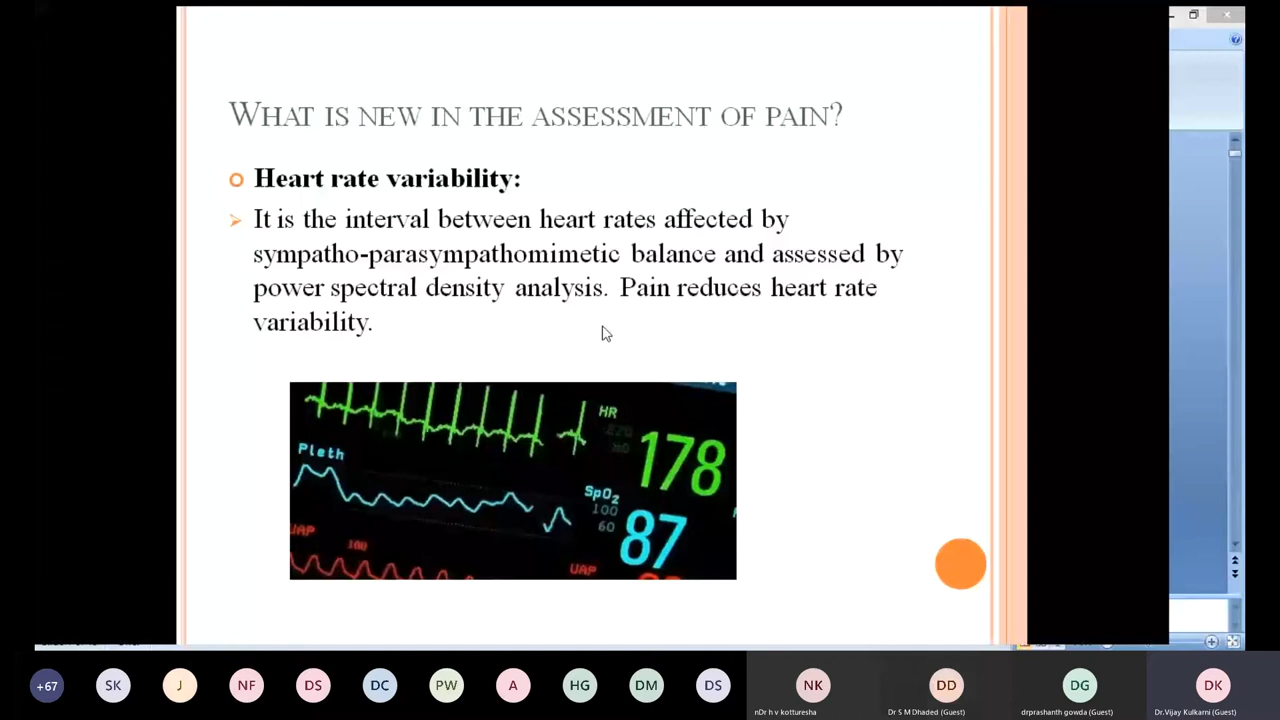 WHAT IS NEW IN THE ASSESSMENT OF PAIN?
Heart rate variability:
It is the interval between heart rates affected by
sympatho-parasympathomimetic balance and assessed by
power spectral density analysis. Pain reduces heart rate
variability.
HR
178
Pleth
SpO2
100
60
87
UAP
100
UAP
+67
SK
J
NF
DS
DC
PW
A
HG
DM
DS
NK
DD
DG
DK
nDr h v kotturesha
Dr S M Dhaded (Guest)
drprashanth gowda (Guest)
Dr.Vijay Kulkarni (Guest)